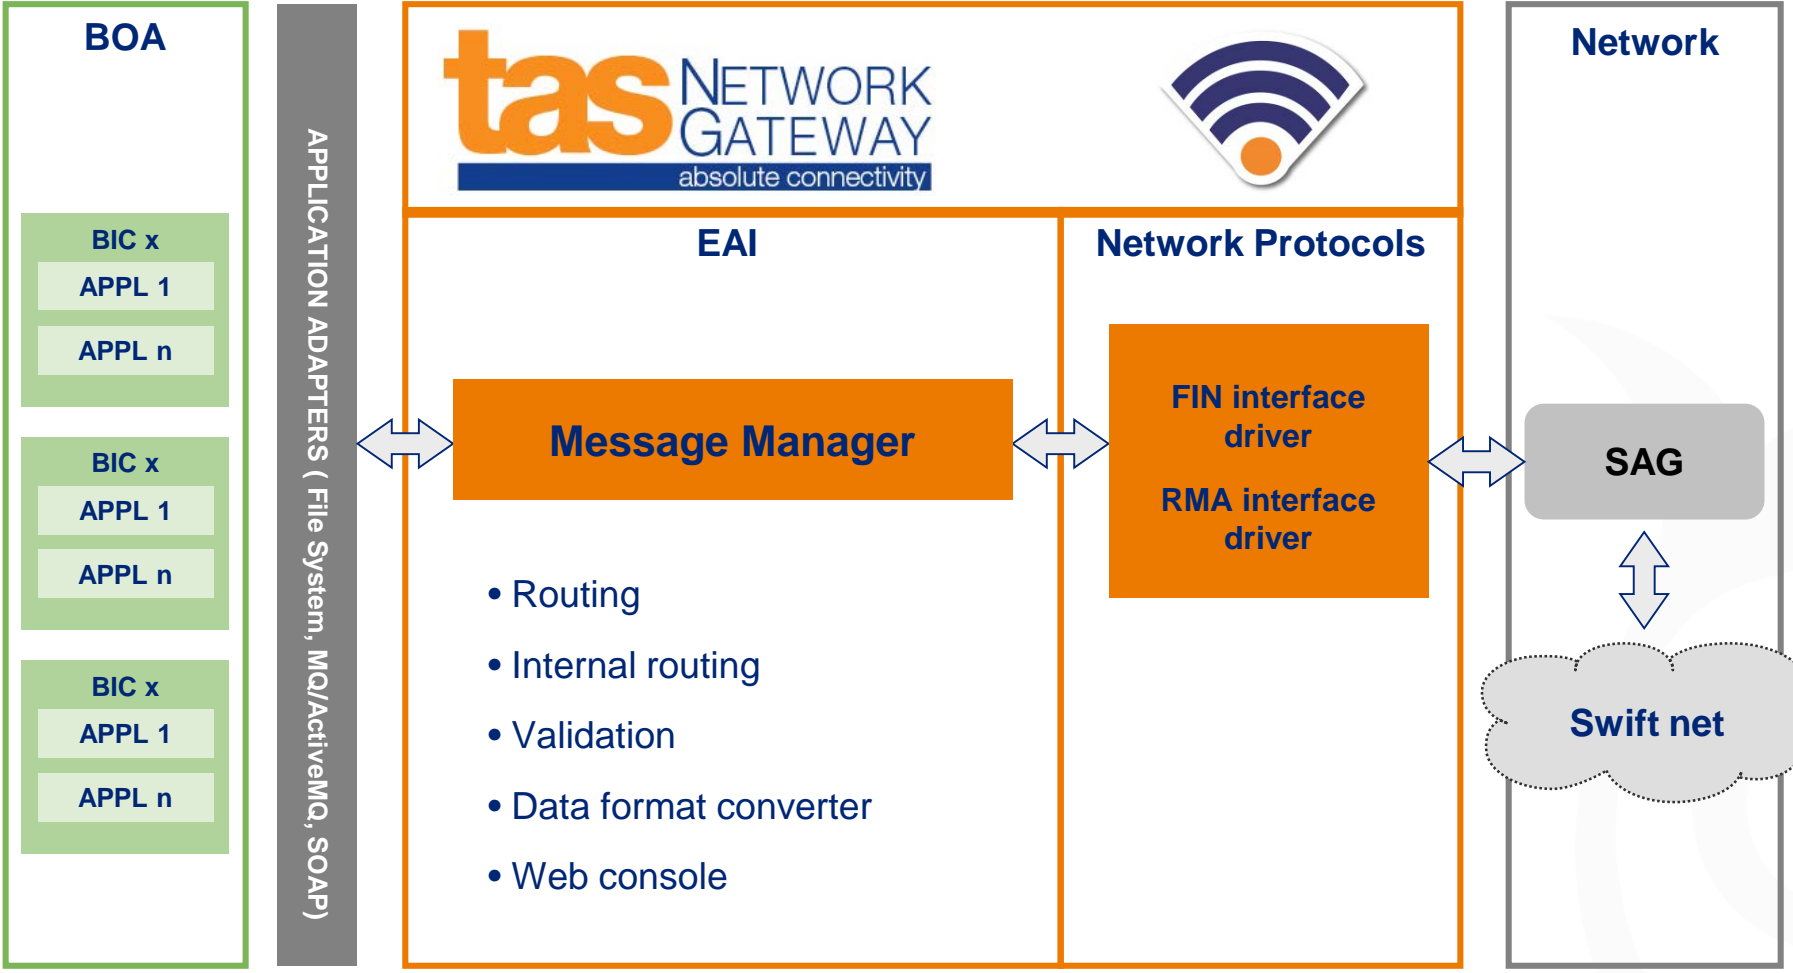 BOA
BIC x
APPL 1
APPL n
BIC x
APPL 1
APPL n
BIC x
APPL 1
APPL n
APPLICATION ADAPTERS ( File System, MQ/ActiveMQ, SOAP)
tas NETWORK
GATEWAY
absolute connectivity
EAI
Message Manager
• Routing
• Internal routing
• Validation
• Data format converter
• Web console
Network Protocols
FIN interface
driver
RMA interface
driver
Network
SAG
Swift net